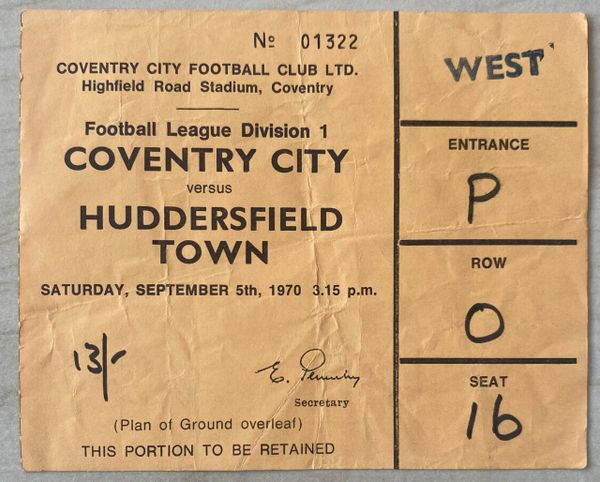 Nº 01322
COVENTRY CITY FOOTBALL CLUB LTD.
Highfield Road Stadium, Coventry
Football League Division 1
COVENTRY CITY
versus
HUDDERSFIELD
TOWN
SATURDAY, SEPTEMBER 5th, 1970 3.15 p.m.
13/-
E.
Secretary
(Plan of Ground overleaf)
THIS PORTION TO BE RETAINED
WEST
ENTRANCE
P
ROW
O
SEAT
16